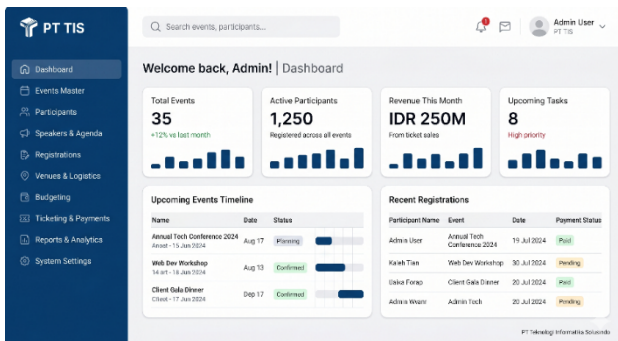 PT TIS
Search events, participants...
Admin User
PT TIS
Dashboard
Events Master
Participants
Speakers & Agenda
Registrations
Venues & Logistics
Budgeting
Ticketing & Payments
Reports & Analytics
System Settings
Welcome back, Admin! | Dashboard
Total Events
35
+12% vs last month
Active Participants
1,250
Registered across all events
Revenue This Month
IDR 250M
From ticket sales
Upcoming Tasks
8
High priority
Upcoming Events Timeline
Name Date Status
Annual Tech Conference 2024
- 15 Jun 2024
Aug 17 Planning
Web Dev Workshop
- 18 Jun 2024
Aug 13 Confirmed
Client Gala Dinner
- 17 Jun 2024
Dep 17 Confirmed
Recent Registrations
Participant Name Event Date Payment Status
Admin User Annual Tech Conference 2024 19 Jul 2024 Paid
Kaleh Tian Web Dev Workshop 30 Jul 2024 Pending
Forap Client Gala Dinner 20 Jul 2024 Paid
Admin Admin Tech 20 Jul 2024 Pending
PT Teknologi Informatika Solusindo